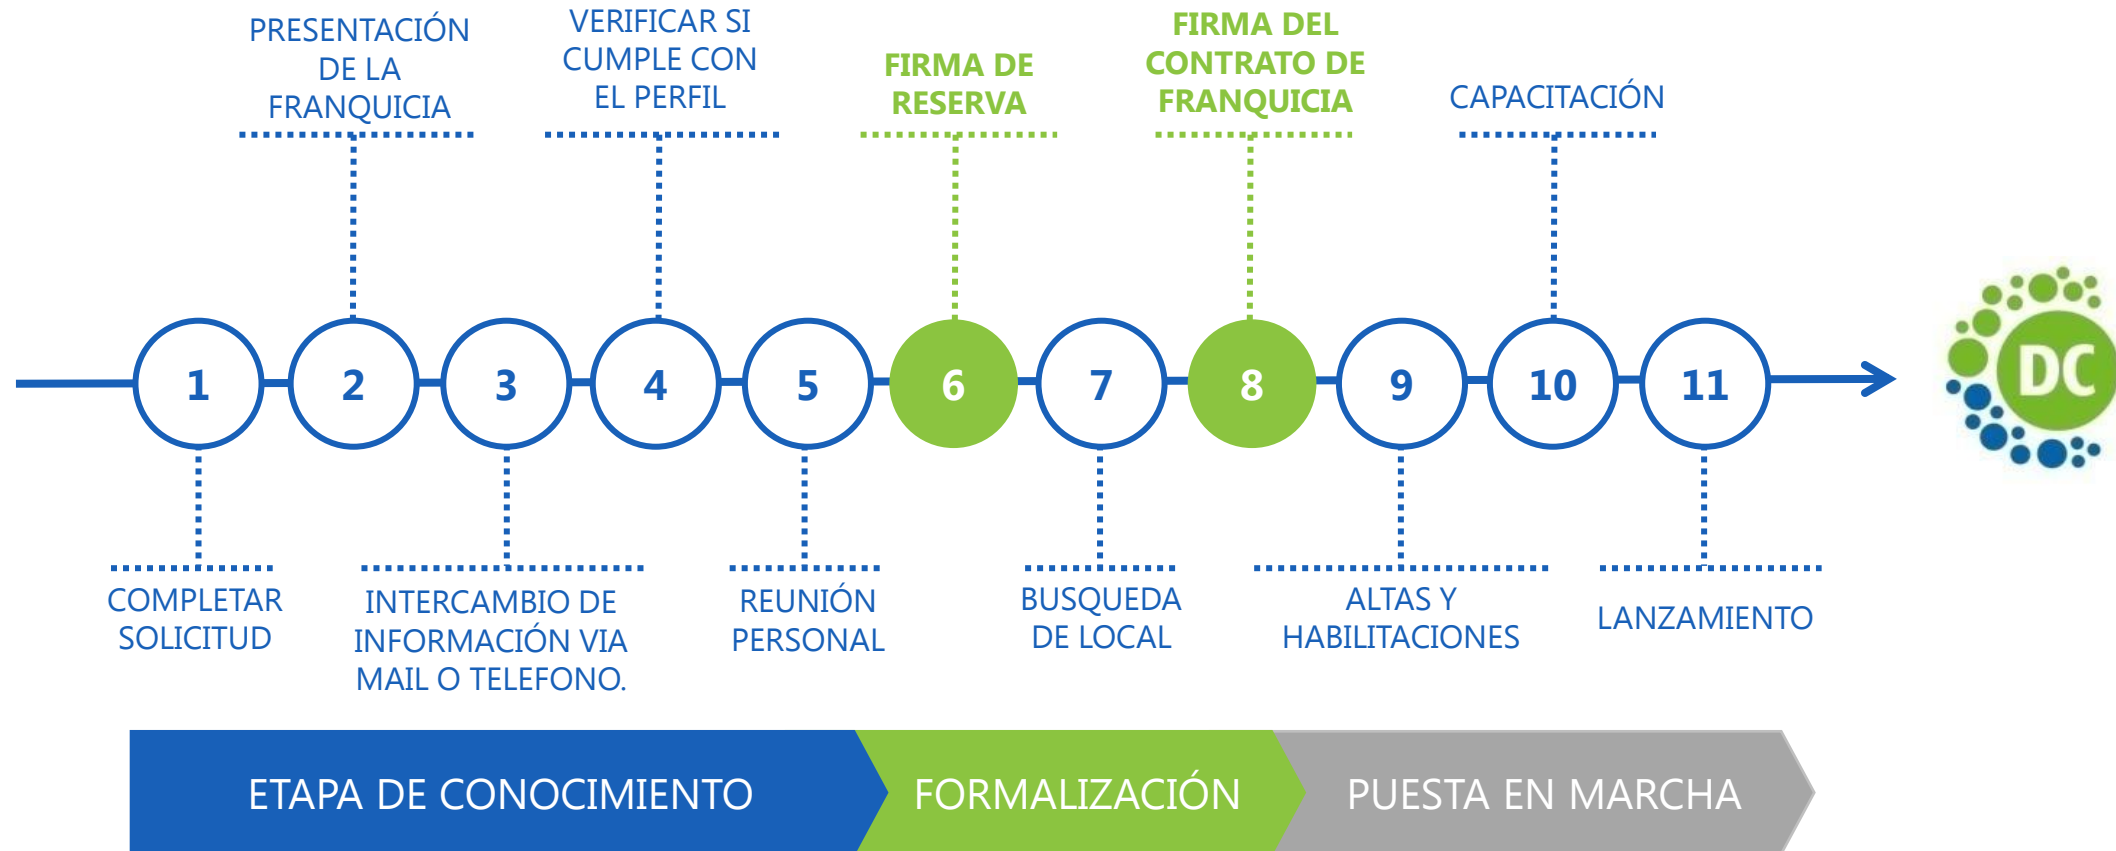 PRESENTACIÓN
DE LA
FRANQUICIA
VERIFICAR SI
CUMPLE CON
EL PERFIL
FIRMA DE
RESERVA
FIRMA DEL
CONTRATO DE
FRANQUICIA
CAPACITACIÓN
1
2
3
4
5
6
7
8
9
10
11
DC
COMPLETAR
SOLICITUD
INTERCAMBIO DE
INFORMACIÓN VIA
MAIL O TELEFONO.
REUNIÓN
PERSONAL
BUSQUEDA
DE LOCAL
ALTAS Y
HABILITACIONES
LANZAMIENTO
ETAPA DE CONOCIMIENTO
FORMALIZACIÓN
PUESTA EN MARCHA